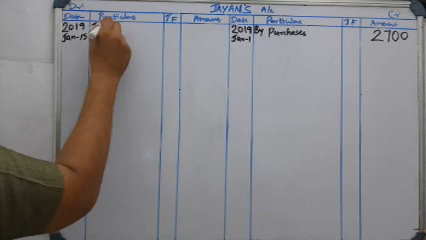 Dr JAYAN'S A/c Cr
Date Particulars J F Amount Date Particulars J F Amount
2019 2019 By Purchases 2700
Jan-15 Jan-1